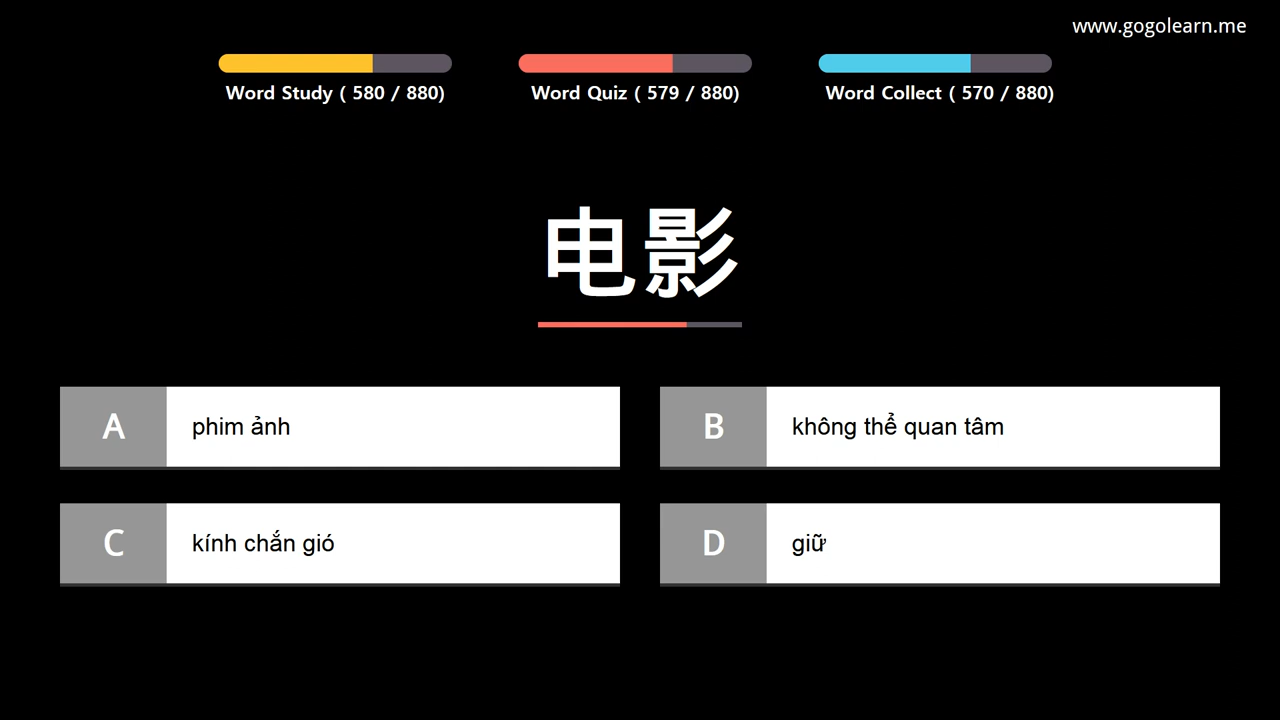 www.gogolearn.me
Word Study ( 580 / 880)
Word Quiz ( 579 / 880)
Word Collect ( 570 / 880)
电影
A
phim ảnh
B
không thể quan tâm
C
kính chắn gió
D
giữ